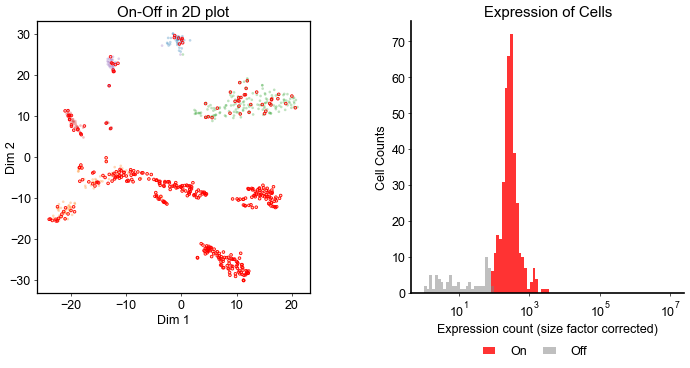 On-Off in 2D plot
30
20
10
0
−10
−20
−30
Dim 2
−20 −10 0 10 20
Dim 1
Expression of Cells
70
60
50
40
30
20
10
0
Cell Counts
10^1 10^3 10^5 10^7
Expression count (size factor corrected)
On Off